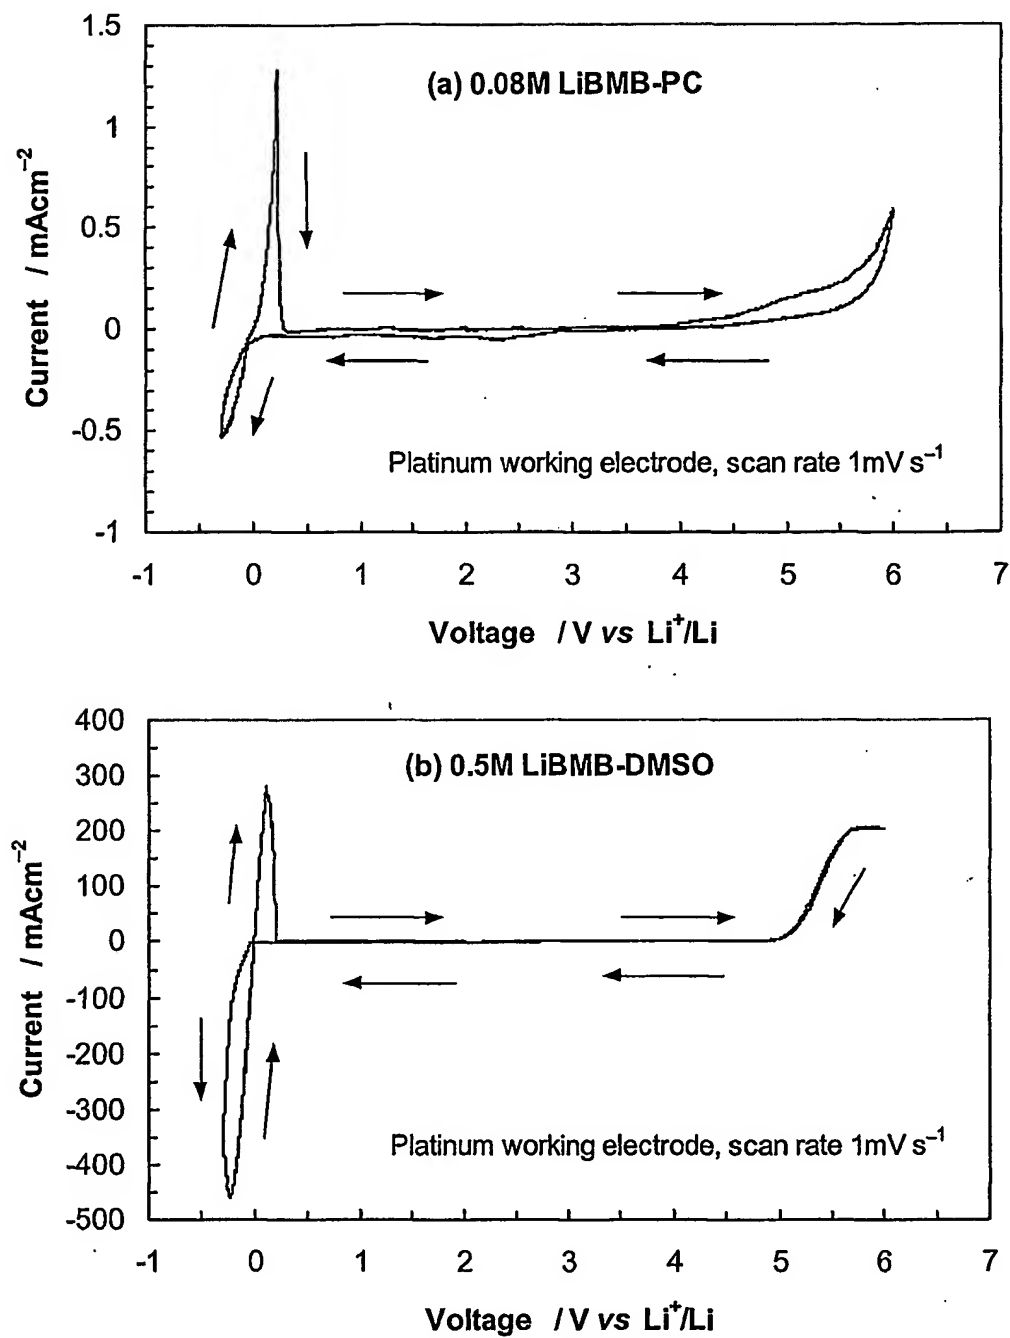 (a) 0.08M LiBMB-PC
Current / mAcm⁻²
1.5
1
0.5
0
-0.5
-1
Platinum working electrode, scan rate 1mV s⁻¹
-1 0 1 2 3 4 5 6 7
Voltage / V vs Li⁺/Li
(b) 0.5M LiBMB-DMSO
Current / mAcm⁻²
400
300
200
100
0
-100
-200
-300
-400
-500
Platinum working electrode, scan rate 1mV s⁻¹
-1 0 1 2 3 4 5 6 7
Voltage / V vs Li⁺/Li